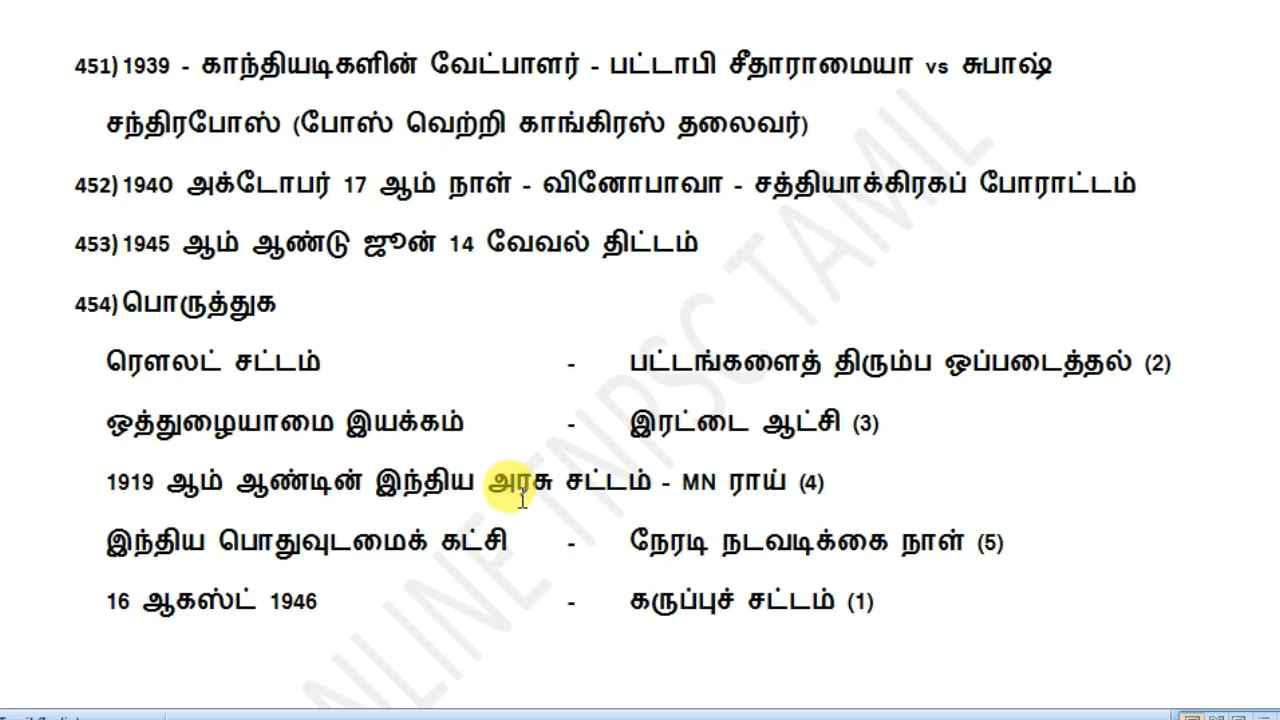 451) 1939 - காந்தியடிகளின் வேட்பாளர் - பட்டாபி சீதாராமையா vs சுபாஷ்
சந்திரபோஸ் (போஸ் வெற்றி காங்கிரஸ் தலைவர்)
452) 1940 அக்டோபர் 17 ஆம் நாள் - வினோபாவா - சத்தியாக்கிரகப் போராட்டம்
453) 1945 ஆம் ஆண்டு ஜூன் 14 வேவல் திட்டம்
454) பொருத்துக
ரௌலட் சட்டம் - பட்டங்களைத் திரும்ப ஒப்படைத்தல் (2)
ஒத்துழையாமை இயக்கம் - இரட்டை ஆட்சி (3)
1919 ஆம் ஆண்டின் இந்திய அரசு சட்டம் - MN ராய் (4)
இந்திய பொதுவுடமைக் கட்சி - நேரடி நடவடிக்கை நாள் (5)
16 ஆகஸ்ட் 1946 - கருப்புச் சட்டம் (1)
NLINE TNPSC TAMIL